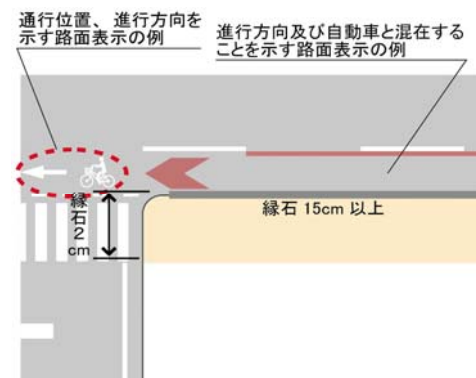 通行位置、進行方向を
示す路面表示の例
進行方向及び自動車と混在する
ことを示す路面表示の例
縁石2cm
縁石 15cm 以上